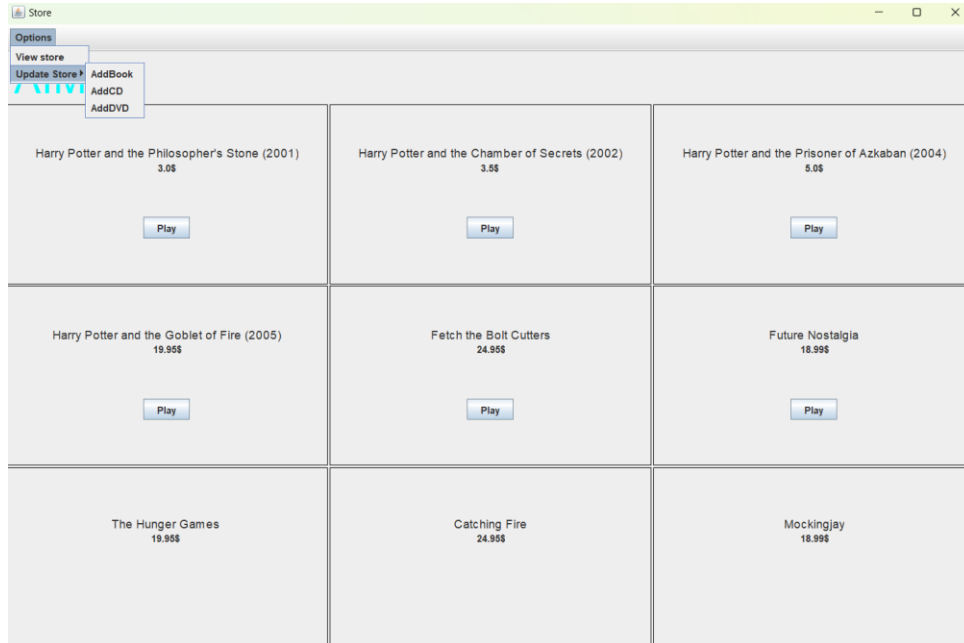 Store
Options
View store
Update Store
AddBook
AddCD
AddDVD
Harry Potter and the Philosopher's Stone (2001)
3.0$
Play
Harry Potter and the Chamber of Secrets (2002)
3.5$
Play
Harry Potter and the Prisoner of Azkaban (2004)
5.0$
Play
Harry Potter and the Goblet of Fire (2005)
19.95$
Play
Fetch the Bolt Cutters
24.95$
Play
Future Nostalgia
18.99$
Play
The Hunger Games
19.95$
Catching Fire
24.95$
Mockingjay
18.99$